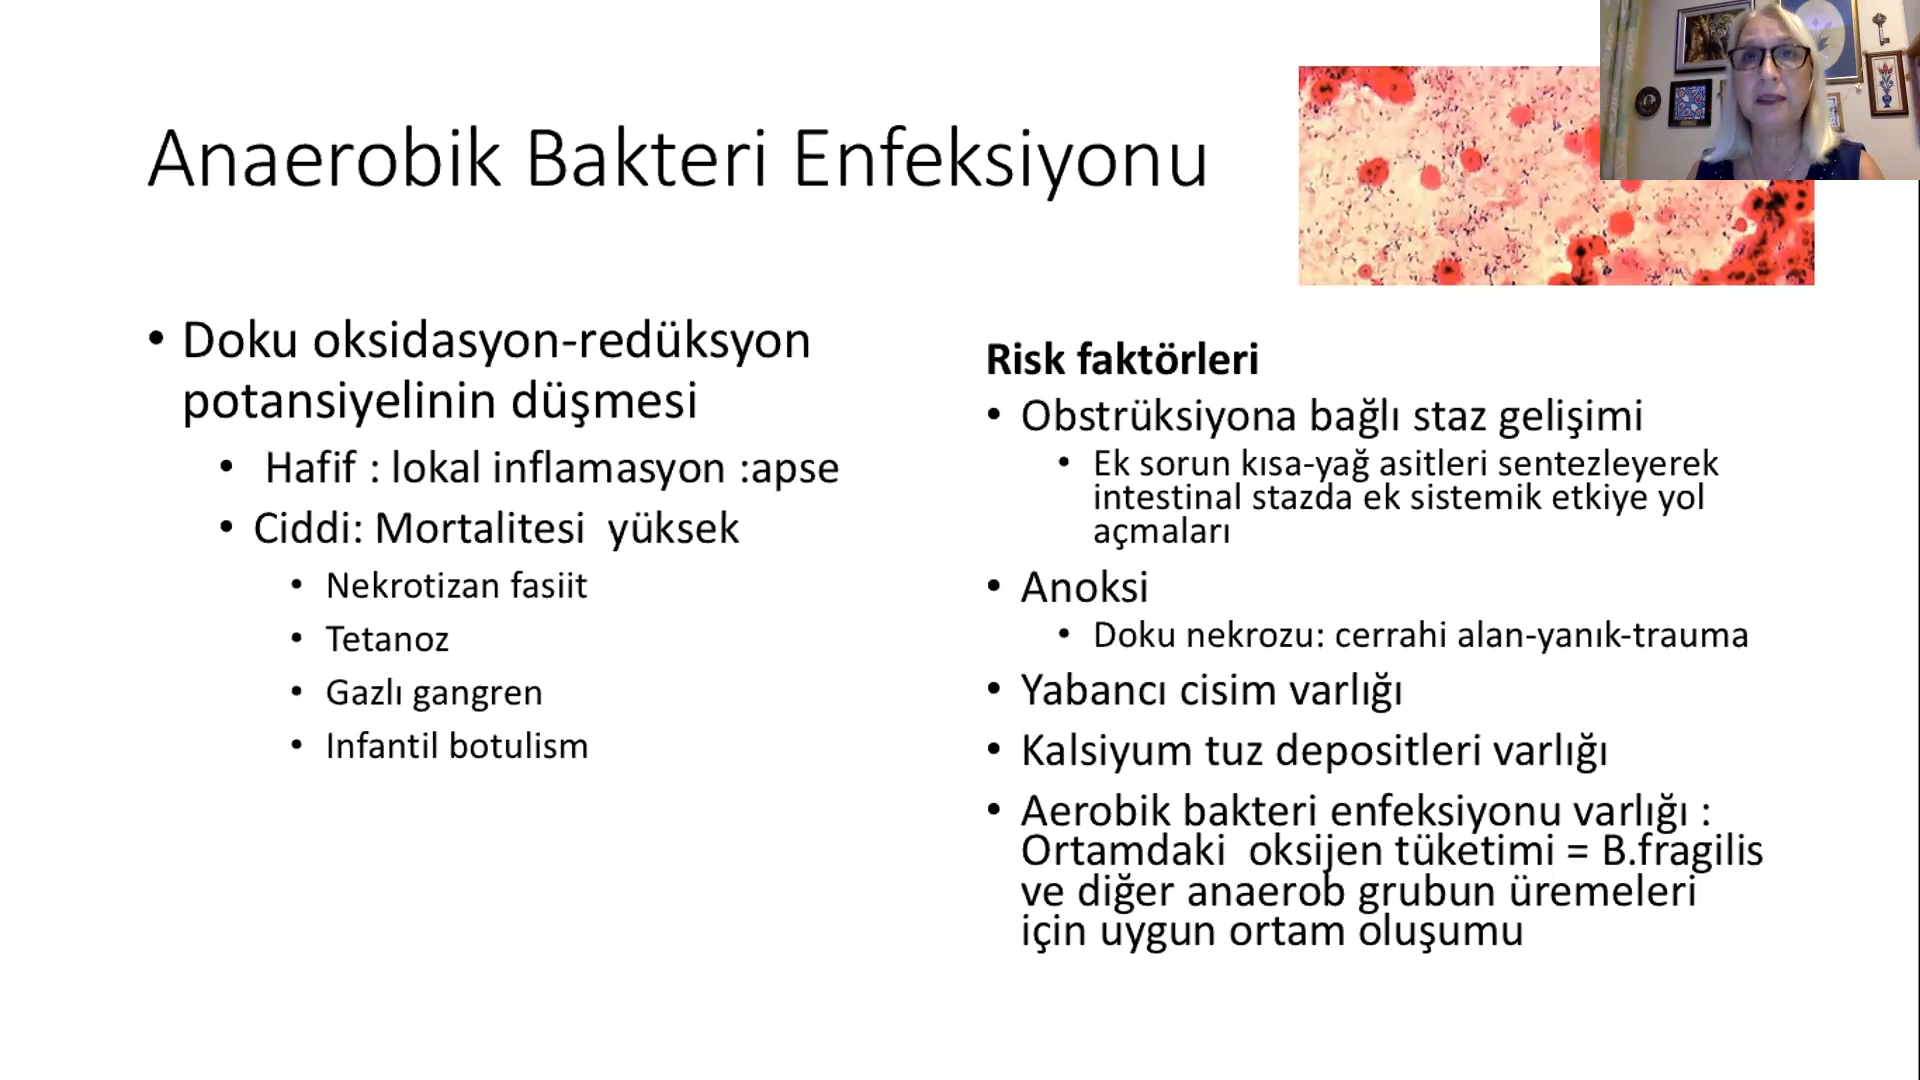 Anaerobik Bakteri Enfeksiyonu
• Doku oksidasyon-redüksyon
potansiyelinin düşmesi
• Hafif : lokal inflamasyon :apse
• Ciddi: Mortalitesi  yüksek
• Nekrotizan fasiit
• Tetanoz
• Gazlı gangren
• Infantil botulism
Risk faktörleri
• Obstrüksiyona bağlı staz gelişimi
• Ek sorun kısa-yağ asitleri sentezleyerek
intestinal stazda ek sistemik etkiye yol
açmaları
• Anoksi
• Doku nekrozu: cerrahi alan-yanık-trauma
• Yabancı cisim varlığı
• Kalsiyum tuz depositleri varlığı
• Aerobik bakteri enfeksiyonu varlığı :
Ortamdaki  oksijen tüketimi = B.fragilis
ve diğer anaerob grubun üremeleri
için uygun ortam oluşumu